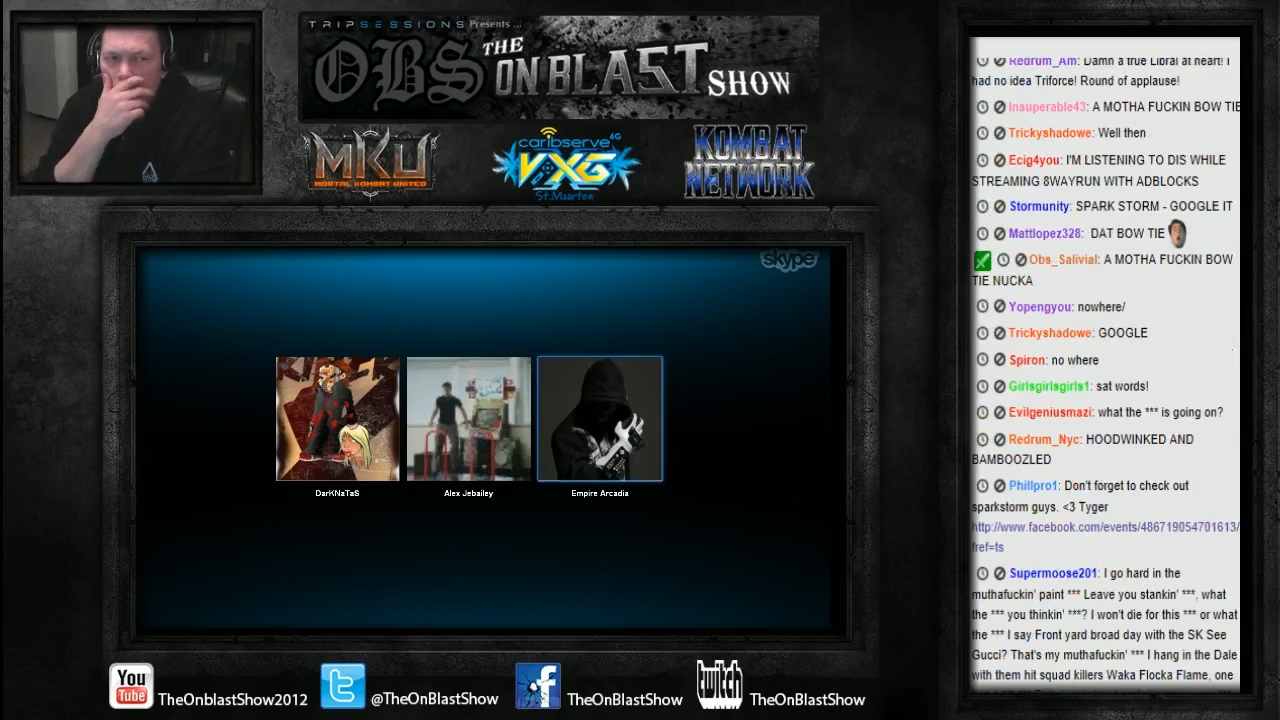 TRIPSESSIONS Presents ...
OBS THE ON BLAST SHOW
MKU
MORTAL KOMBAT UNITED
caribserve 4G
VXG
St.Maarten
KOMBAT
NETWORK
skype
DarKNaTaS
Alex Jebailey
Empire Arcadia
You
Tube
TheOnblastShow2012
@TheOnBlastShow
TheOnBlastShow
twitch
TheOnBlastShow
Redrum_Am: Damn a true Libral at heart! I
had no idea Triforce! Round of applause!
Insuperable43: A MOTHA FUCKIN BOW TIE
Trickyshadowe: Well then
Ecig4you: I'M LISTENING TO DIS WHILE
STREAMING 8WAYRUN WITH ADBLOCKS
Stormunity: SPARK STORM - GOOGLE IT
Mattlopez328: DAT BOW TIE
Obs_Salivial: A MOTHA FUCKIN BOW
TIE NUCKA
Yopengyou: nowhere/
Trickyshadowe: GOOGLE
Spiron: no where
Girlsgirlsgirls1: sat words!
Evilgeniusmazi: what the *** is going on?
Redrum_Nyc: HOODWINKED AND
BAMBOOZLED
Phillpro1: Don't forget to check out
sparkstorm guys. <3 Tyger
http://www.facebook.com/events/486719054701613/
fref=ts
Supermoose201: I go hard in the
muthafuckin' paint *** Leave you stankin' ***, what
the *** you thinkin' ***? I won't die for this *** or what
the *** I say Front yard broad day with the SK See
Gucci? That's my muthafuckin' *** I hang in the Dale
with them hit squad killers Waka Flocka Flame, one